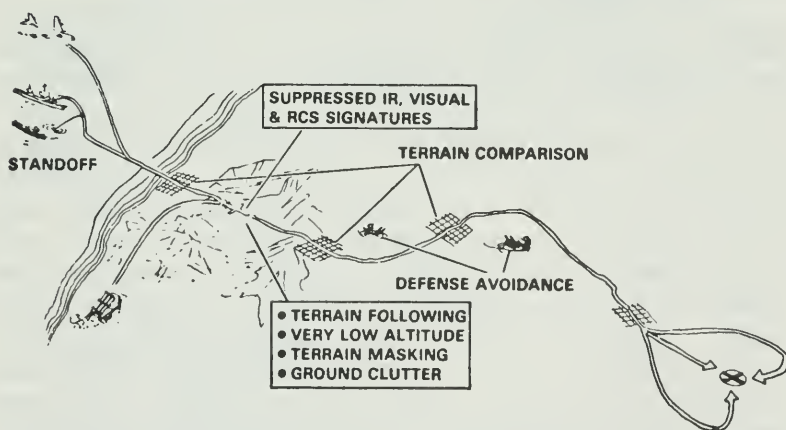 SUPPRESSED IR, VISUAL
& RCS SIGNATURES
STANDOFF
TERRAIN COMPARISON
DEFENSE AVOIDANCE
• TERRAIN FOLLOWING
• VERY LOW ALTITUDE
• TERRAIN MASKING
• GROUND CLUTTER